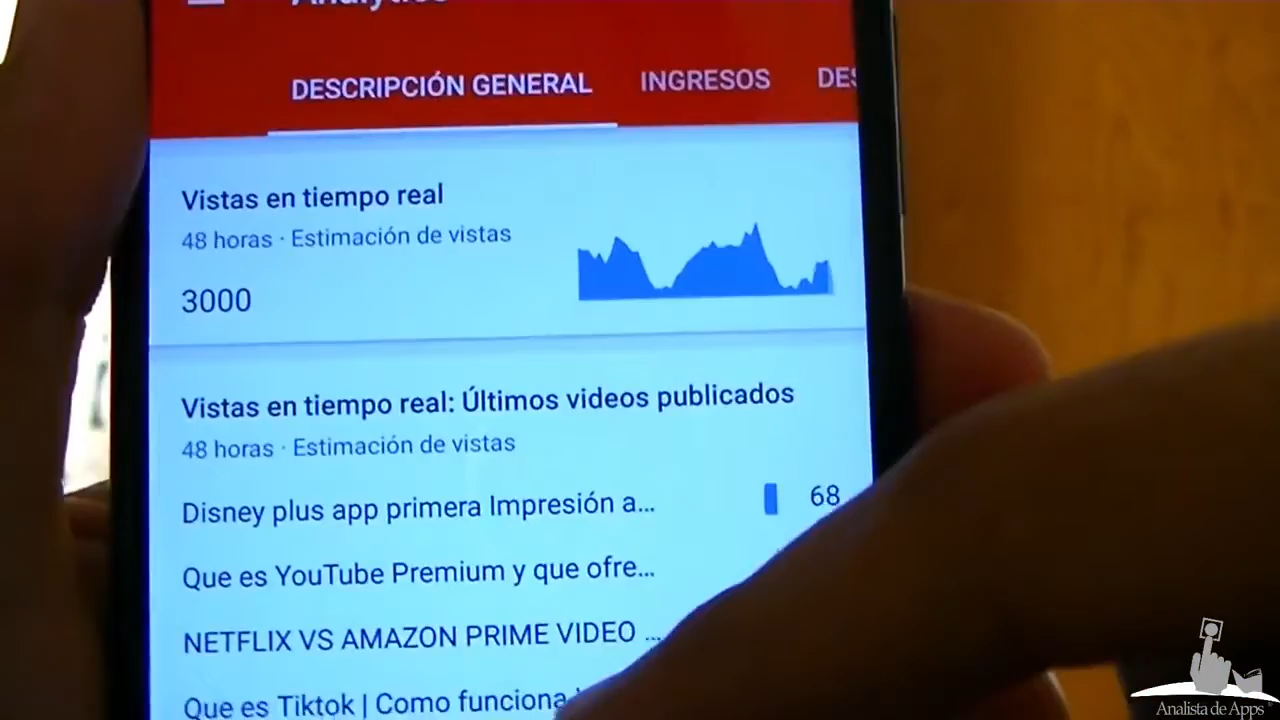 Analytics
DESCRIPCIÓN GENERAL
INGRESOS
Vistas en tiempo real
48 horas · Estimación de vistas
3000
Vistas en tiempo real: Últimos videos publicados
48 horas · Estimación de vistas
Disney plus app primera Impresión a...
68
Que es YouTube Premium y que ofre...
NETFLIX VS AMAZON PRIME VIDEO ...
Que es Tiktok | Como funciona
Analista de Apps